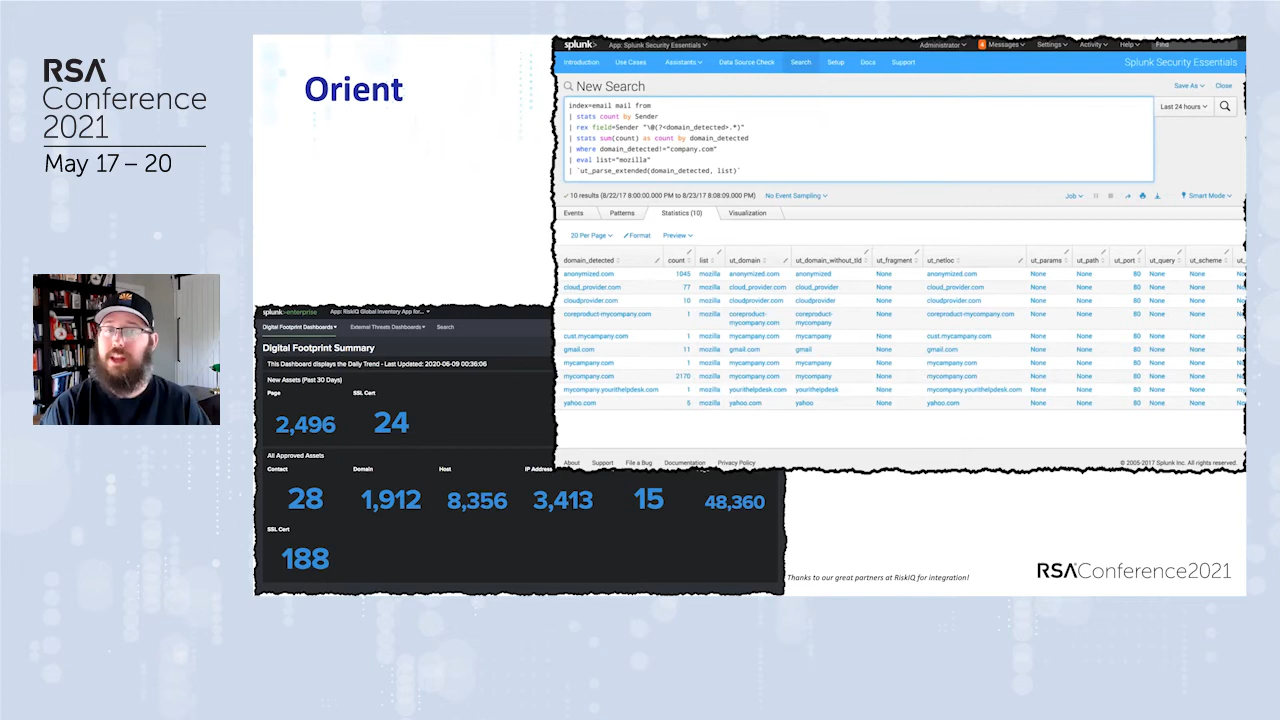 RSA
Conference
2021
May 17 – 20
Orient
splunk> App: Splunk Security Essentials Administrator 4 Messages Settings Activity Help Find
Introduction Use Cases Assistants Data Source Check Search Setup Docs Support Splunk Security Essentials
New Search Save As Close
index=email mail from
| stats count by Sender
| rex field=Sender "\@(?<domain_detected>.*)"
| stats sum(count) as count by domain_detected
| where domain_detected!="company.com"
| eval list="mozilla"
| `ut_parse_extended(domain_detected, list)`
Last 24 hours
10 results (8/22/17 8:00:00.000 PM to 8/23/17 8:08:09.000 PM) No Event Sampling Job Smart Mode
Events Patterns Statistics (10) Visualization
20 Per Page Format Preview
domain_detected count list ut_domain ut_domain_without_tld ut_fragment ut_netloc ut_params ut_path ut_port ut_query ut_scheme ut_
anonymized.com 1045 mozilla anonymized.com anonymized None anonymized.com None None 80 None None
cloud_provider.com 77 mozilla cloud_provider.com cloud_provider None cloud_provider.com None None 80 None None
cloudprovider.com 10 mozilla cloudprovider.com cloudprovider None cloudprovider.com None None 80 None None
coreproduct-mycompany.com 1 mozilla coreproduct-mycompany.com coreproduct-mycompany None coreproduct-mycompany.com None None 80 None None
cust.mycampany.com 1 mozilla mycampany.com mycampany None cust.mycampany.com None None 80 None None
gmail.com 11 mozilla gmail.com gmail None gmail.com None None 80 None None
mycampany.com 1 mozilla mycampany.com mycampany None mycampany.com None None 80 None None
mycompany.com 2170 mozilla mycompany.com mycompany None mycompany.com None None 80 None None
mycompany.yourithelpdesk.com 1 mozilla yourithelpdesk.com yourithelpdesk None mycompany.yourithelpdesk.com None None 80 None None
yahoo.com 5 mozilla yahoo.com yahoo None yahoo.com None None 80 None None
About Support File a Bug Documentation Privacy Policy © 2005-2017 Splunk Inc. All rights reserved.
splunk>enterprise App: RiskIQ Global Inventory App for...
Digital Footprint Dashboards External Threats Dashboards Search
Digital Footprint Summary
This Dashboard displays the Daily Trend - Last Updated: 2020-06-09 00:36:06
New Assets (Past 30 Days)
Page SSL Cert
2,496 24
All Approved Assets
Contact Domain Host IP Address
28 1,912 8,356 3,413 15 48,360
SSL Cert
188
Thanks to our great partners at RiskIQ for integration!
RSAConference2021